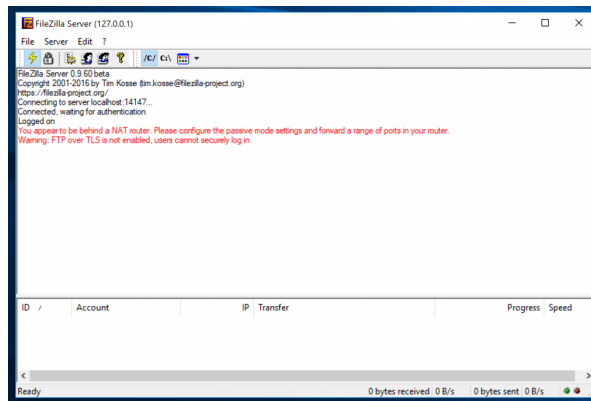 FileZilla Server (127.0.0.1)
File Server Edit ?
/C/ C:\
FileZilla Server 0.9.60 beta
Copyright 2001-2016 by Tim Kosse (tim.kosse@filezilla-project.org)
https://filezilla-project.org/
Connecting to server localhost:14147...
Connected, waiting for authentication
Logged on
You appear to be behind a NAT router. Please configure the passive mode settings and forward a range of ports in your router.
Warning: FTP over TLS is not enabled, users cannot securely log in.
ID / Account IP Transfer Progress Speed
Ready 0 bytes received 0 B/s 0 bytes sent 0 B/s